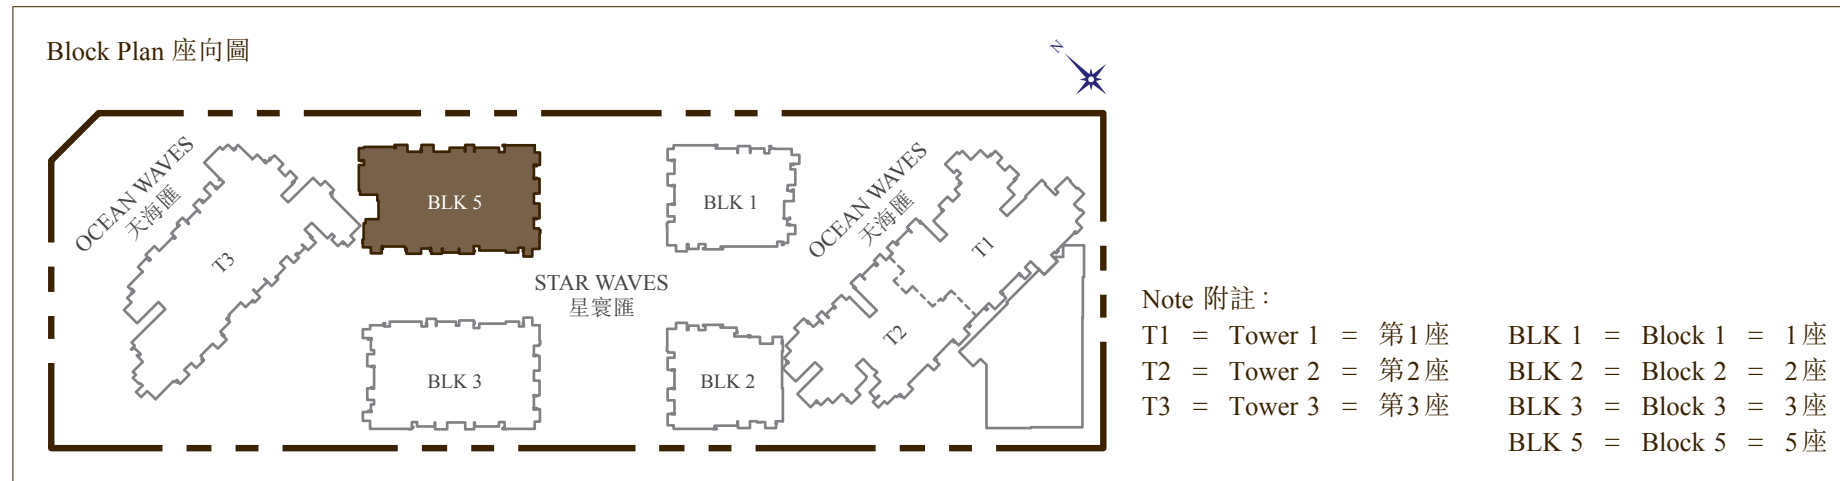 Block Plan 座向圖
N
OCEAN WAVES
天海匯
T3
BLK 5
BLK 1
OCEAN WAVES
天海匯
T1
STAR WAVES
星寰匯
T2
BLK 3
BLK 2
Note 附註：
T1 = Tower 1 = 第1座 BLK 1 = Block 1 = 1座
T2 = Tower 2 = 第2座 BLK 2 = Block 2 = 2座
T3 = Tower 3 = 第3座 BLK 3 = Block 3 = 3座
BLK 5 = Block 5 = 5座